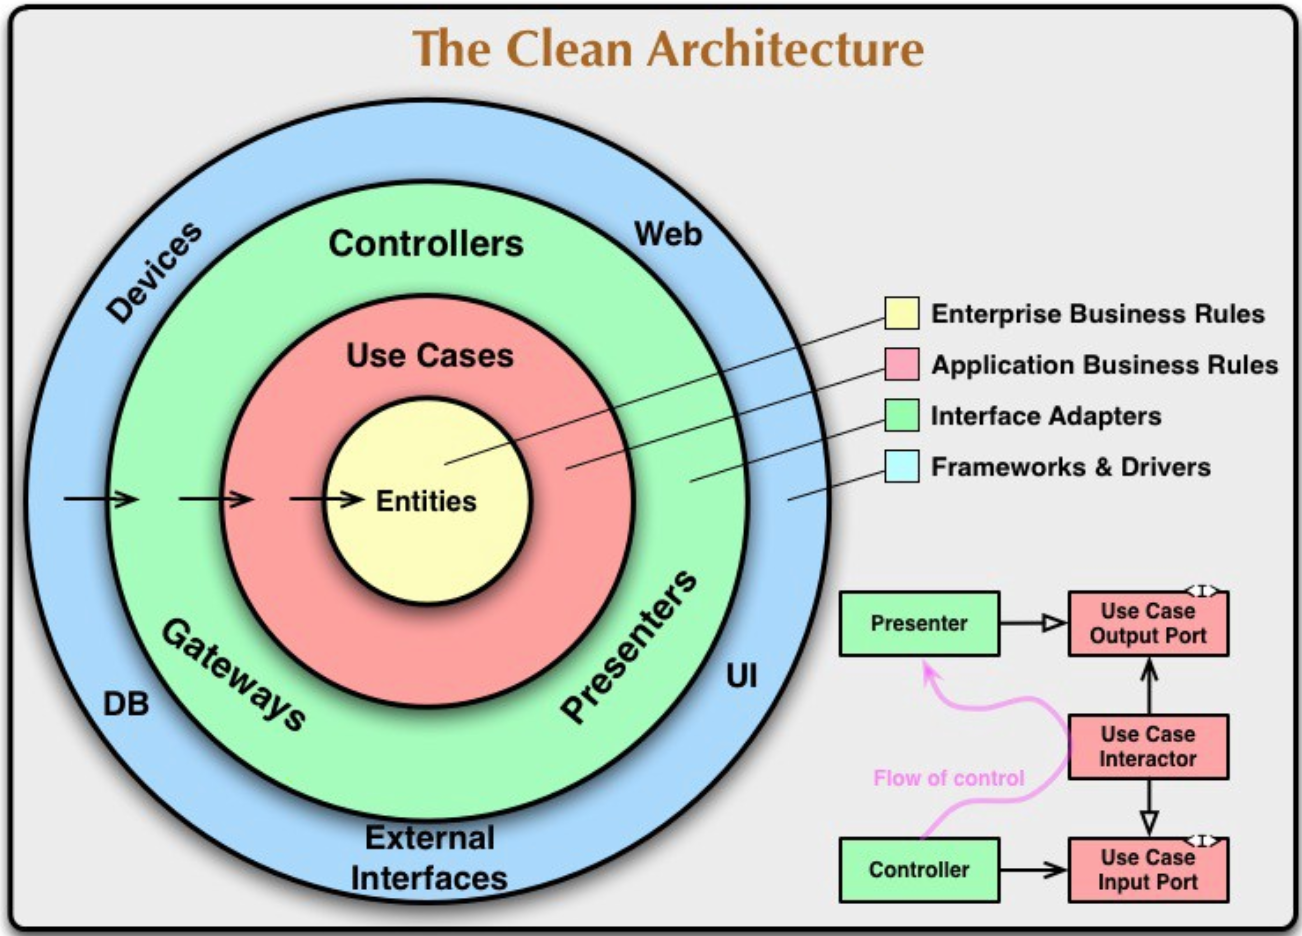 The Clean Architecture
Devices
Web
Controllers
Use Cases
Entities
Gateways
Presenters
DB
UI
External
Interfaces
Enterprise Business Rules
Application Business Rules
Interface Adapters
Frameworks & Drivers
Presenter
<I>
Use Case
Output Port
Use Case
Interactor
Flow of control
Controller
<I>
Use Case
Input Port